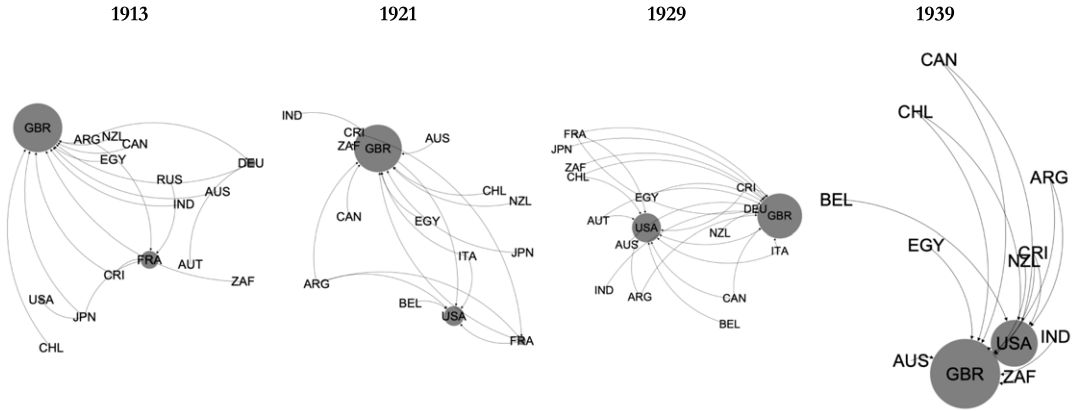 1913
1921
1929
1939
GBR
ARG
NZL
CAN
EGY
DEU
RUS
AUS
IND
FRA
AUT
CRI
ZAF
USA
JPN
CHL
IND
CRI
ZAF
GBR
AUS
CHL
NZL
CAN
EGY
JPN
ITA
ARG
BEL
USA
FRA
FRA
JPN
ZAF
CHL
EGY
CRI
DEU
GBR
AUT
USA
NZL
AUS
ITA
IND
ARG
CAN
BEL
CAN
CHL
ARG
BEL
EGY
CRI
NZL
USA
IND
AUS
GBR
ZAF